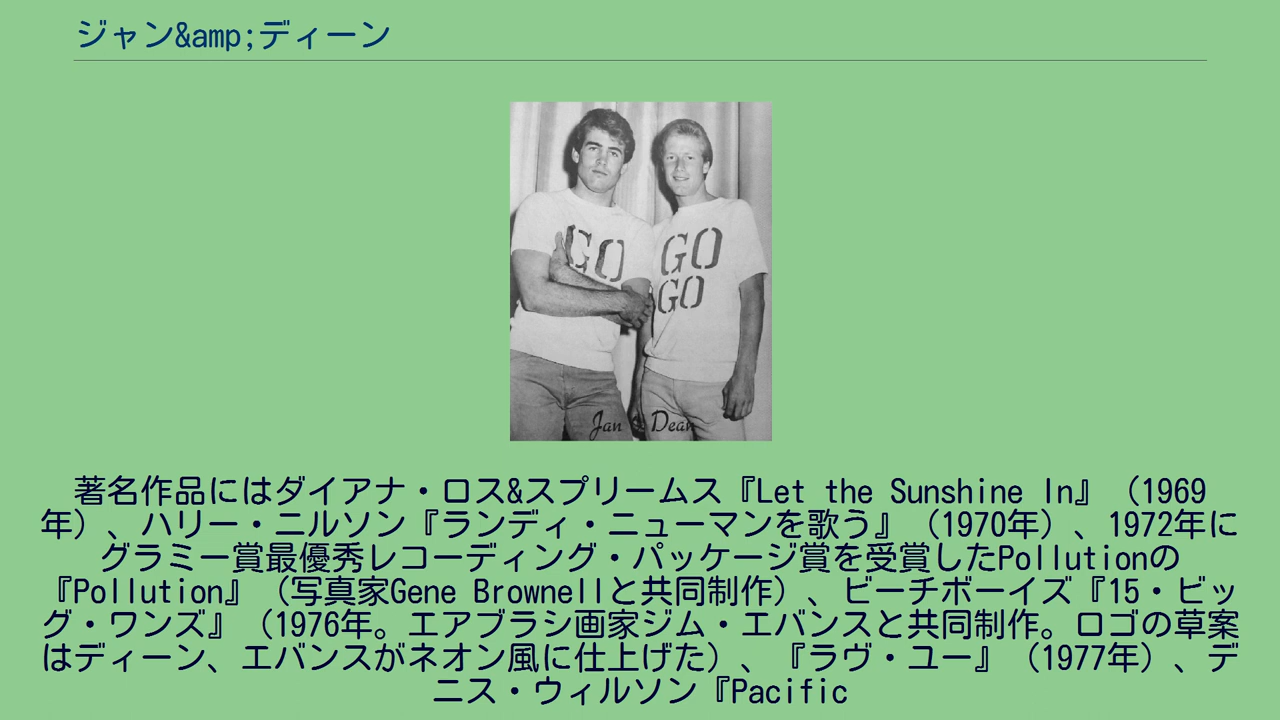 ジャン&amp;ディーン
GO GO
GO
Jan & Dean
著名作品にはダイアナ・ロス&スプリームス『Let the Sunshine In』（1969
年）、ハリー・ニルソン『ランディ・ニューマンを歌う』（1970年）、1972年に
グラミー賞最優秀レコーディング・パッケージ賞を受賞したPollutionの
『Pollution』（写真家Gene Brownellと共同制作）、ビーチボーイズ『15・ビッ
グ・ワンズ』（1976年。エアブラシ画家ジム・エバンスと共同制作。ロゴの草案
はディーン、エバンスがネオン風に仕上げた）、『ラヴ・ユー』（1977年）、デ
ニス・ウィルソン『Pacific